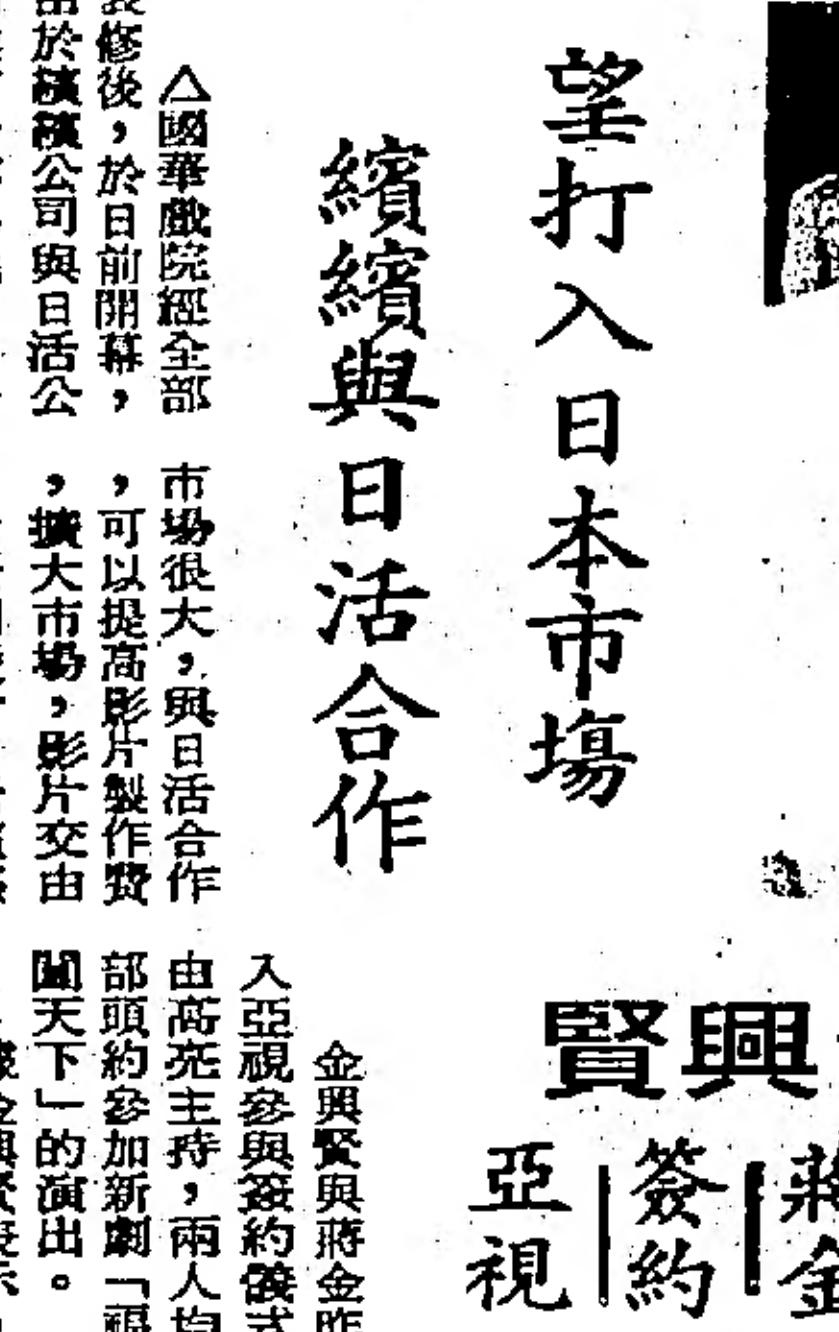 望打入日本市場
繽繽與日活合作
△國華戲院經全部
裝修後，於日前開幕，
由於繽繽公司與日活公
市場很大，與日活合作
，可以提高影片製作費
，擴大市場，影片交由
興賢
蔣金
簽約
亞視
金興賢與蔣金昨
入亞視參與簽約儀式
由高亮主持，兩人均
部頭約參加新劇「福
闖天下」的演出。